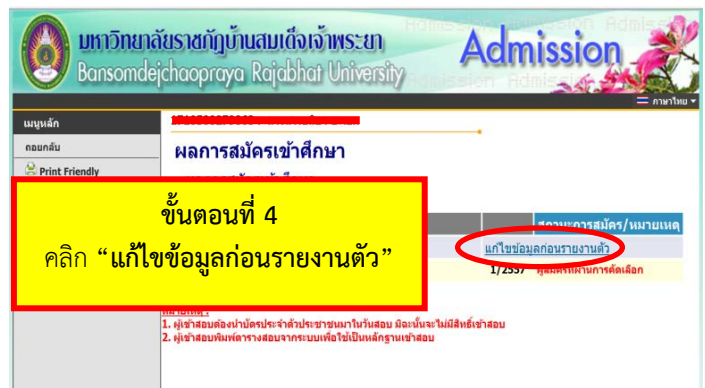 มหาวิทยาลัยราชภัฏบ้านสมเด็จเจ้าพระยา
Bansomdejchaopraya Rajabhat University
Admission
ภาษาไทย
เมนูหลัก
ถอยกลับ
Print Friendly
ผลการสมัครเข้าศึกษา
ขั้นตอนที่ 4
คลิก “แก้ไขข้อมูลก่อนรายงานตัว”
สถานะการสมัคร/หมายเหตุ
แก้ไขข้อมูลก่อนรายงานตัว
1/2557 ผู้สมัครที่ผ่านการคัดเลือก
หมายเหตุ :
1. ผู้เข้าสอบต้องนำบัตรประจำตัวประชาชนมาในวันสอบ มิฉะนั้นจะไม่มีสิทธิ์เข้าสอบ
2. ผู้เข้าสอบพิมพ์ตารางสอบจากระบบเพื่อใช้เป็นหลักฐานเข้าสอบ